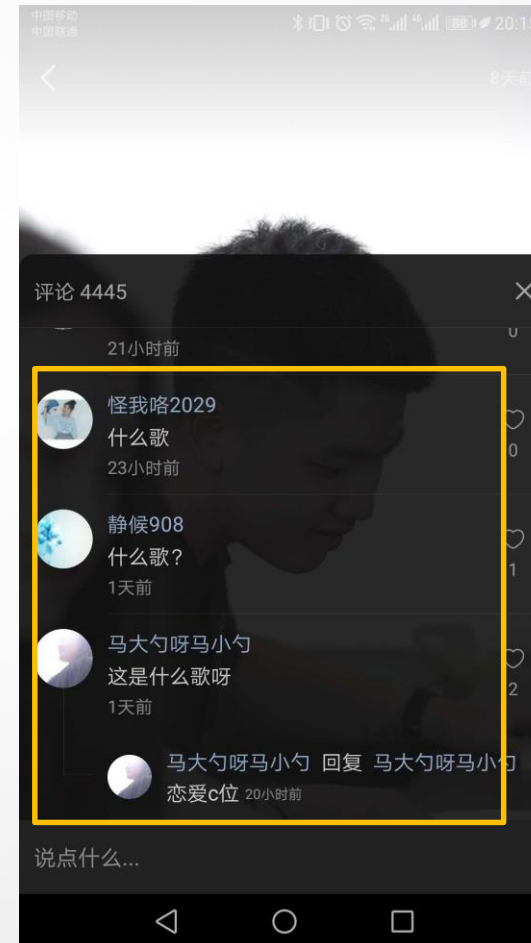 中国移动
中国联通
88
20:1
8天前
评论 4445
0
21小时前
怪我咯2029
什么歌
23小时前
0
静候908
什么歌？
1天前
1
马大勺呀马小勺
这是什么歌呀
1天前
2
马大勺呀马小勺 回复 马大勺呀马小勺
恋爱c位 20小时前
说点什么...